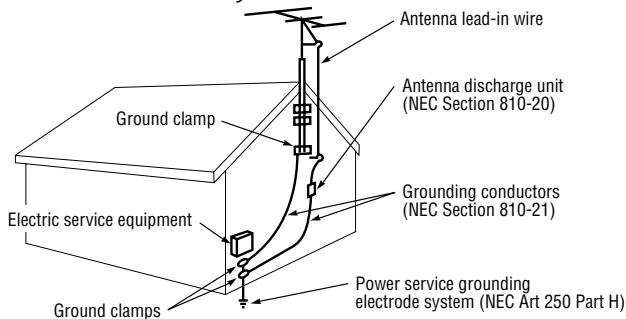 Antenna lead-in wire
Antenna discharge unit
(NEC Section 810-20)
Ground clamp
Grounding conductors
(NEC Section 810-21)
Electric service equipment
Power service grounding
electrode system (NEC Art 250 Part H)
Ground clamps